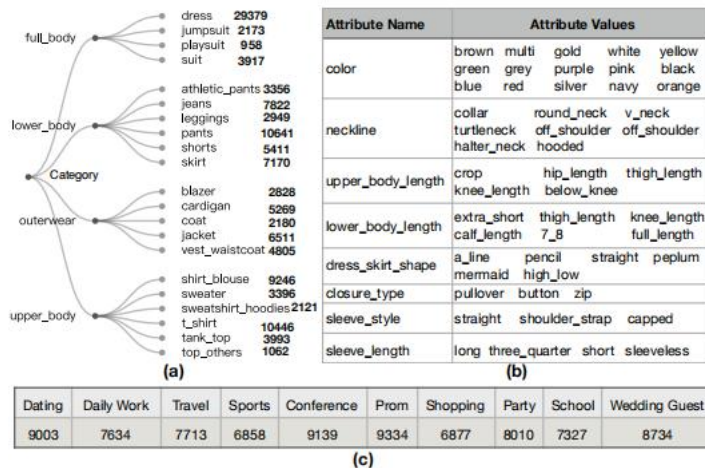 full_body
dress 29379
jumpsuit 2173
playsuit 958
suit 3917
lower_body
athletic_pants 3356
jeans 7822
leggings 2949
pants 10641
shorts 5411
skirt 7170
Category
outerwear
blazer 2828
cardigan 5269
coat 2180
jacket 6511
vest_waistcoat 4805
upper_body
shirt_blouse 9246
sweater 3396
sweatshirt_hoodies 2121
t_shirt 10446
tank_top 3993
top_others 1062
(a)
Attribute Name Attribute Values
color
brown multi gold white yellow
green grey purple pink black
blue red silver navy orange
neckline
collar round_neck v_neck
turtleneck off_shoulder off_shoulder
halter_neck hooded
upper_body_length
crop hip_length thigh_length
knee_length below_knee
lower_body_length
extra_short thigh_length knee_length
calf_length 7_8 full_length
dress_skirt_shape
a_line pencil straight peplum
mermaid high_low
closure_type pullover button zip
sleeve_style straight shoulder_strap capped
sleeve_length long three_quarter short sleeveless
(b)
Dating Daily Work Travel Sports Conference Prom Shopping Party School Wedding Guest
9003 7634 7713 6858 9139 9334 6877 8010 7327 8734
(c)